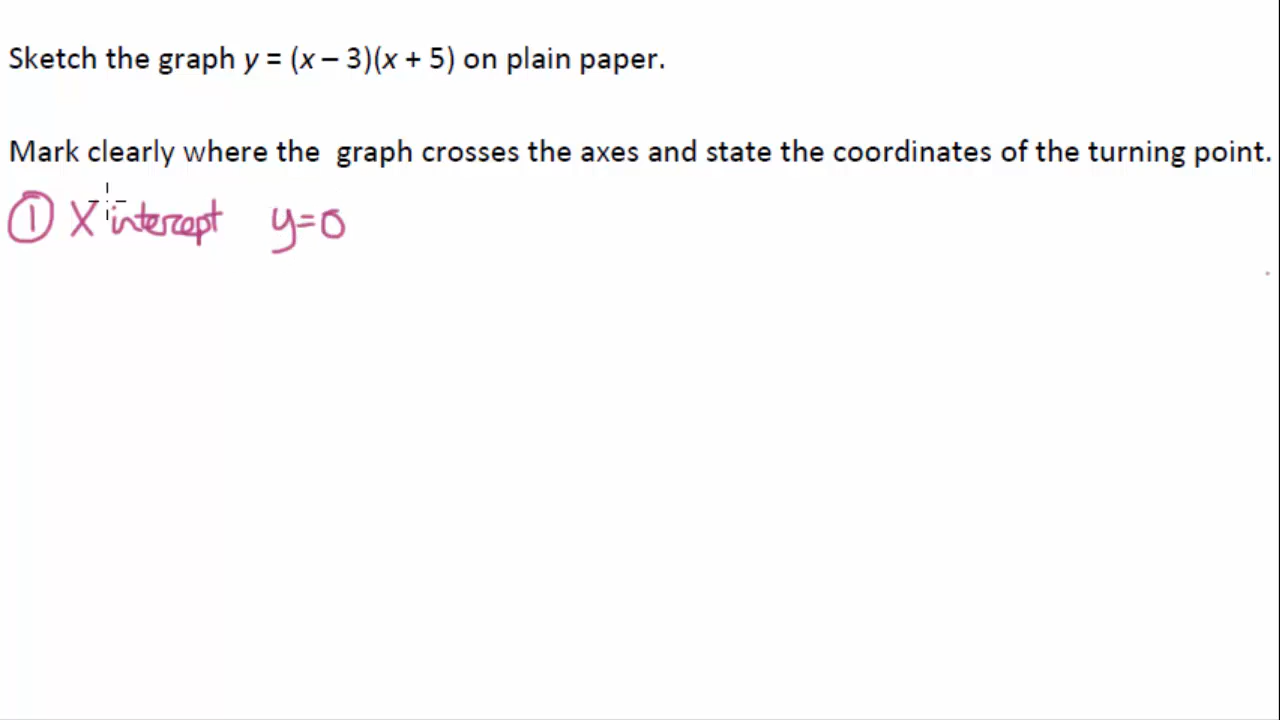 Sketch the graph y = (x – 3)(x + 5) on plain paper.
Mark clearly where the graph crosses the axes and state the coordinates of the turning point.
① X intercept y=0